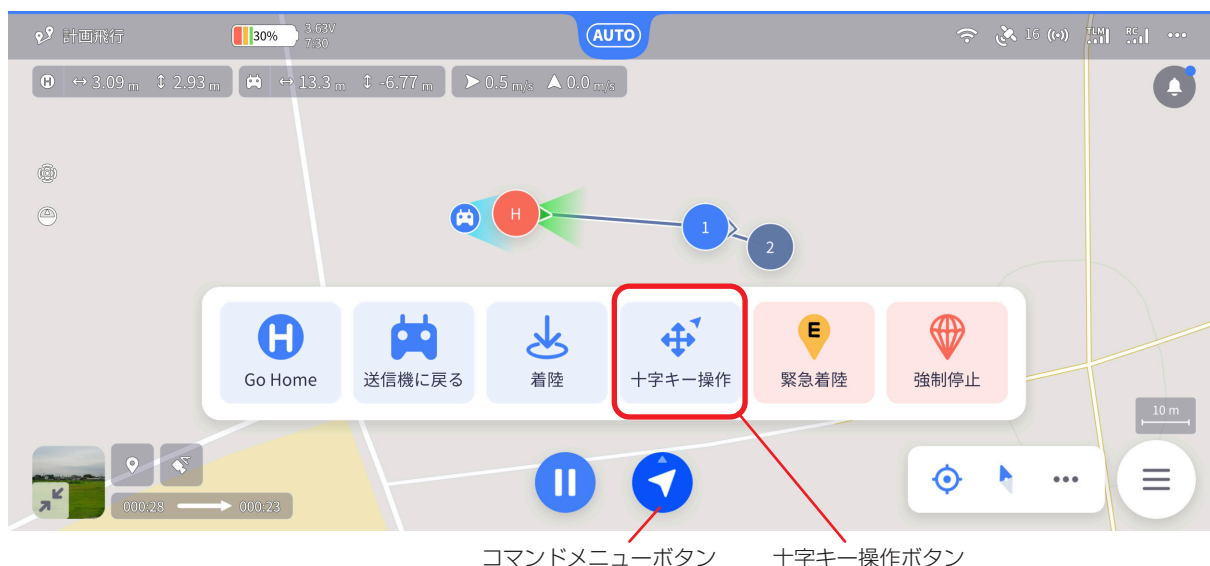 計画飛行
30%
3.63V
7:30
AUTO
16
TLM
RC
H
3.09 m
2.93 m
13.3 m
-6.77 m
0.5 m/s
0.0 m/s
H
1
2
H
Go Home
送信機に戻る
着陸
十字キー操作
E
緊急着陸
強制停止
10 m
000:28
000:23
コマンドメニューボタン
十字キー操作ボタン